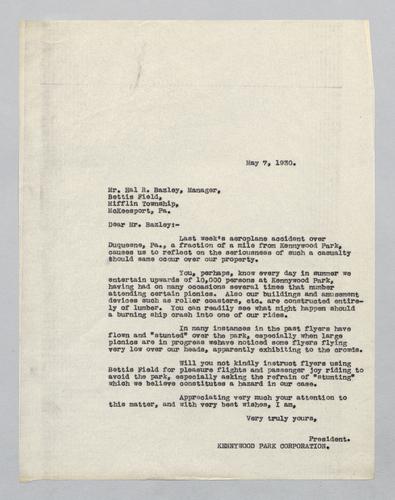 May 7, 1930.
Mr. Hal R. Bazley, Manager,
Bettis Field,
Mifflin Township,
McKeesport, Pa.
Dear Mr. Bazley:-
Last week's aeroplane accident over
Duquesne, Pa., a fraction of a mile from Kennywood Park,
causes us to reflect on the seriousness of such a casualty
should same occur over our property.
You, perhaps, know every day in summer we
entertain upwards of 10,000 persons at Kennywood Park,
having had on many occasions several times that number
attending certain picnics. Also our buildings and amusement
devices such as roller coasters, etc. are constructed entire-
ly of lumber. You can readily see what might happen should
a burning ship crash into one of our rides.
In many instances in the past flyers have
flown and "stunted" over the park, especially when large
picnics are in progress wehave noticed some flyers flying
very low over our heads, apparently exhibiting to the crowds.
Will you not kindly instruct flyers using
Bettis Field for pleasure flights and passenger joy riding to
avoid the park, especially asking the refrain of "stunting"
which we believe constitutes a hazard in our case.
Appreciating very much your attention to
this matter, and with very best wishes, I am,
Very truly yours,
President.
KENNYWOOD PARK CORPORATION.